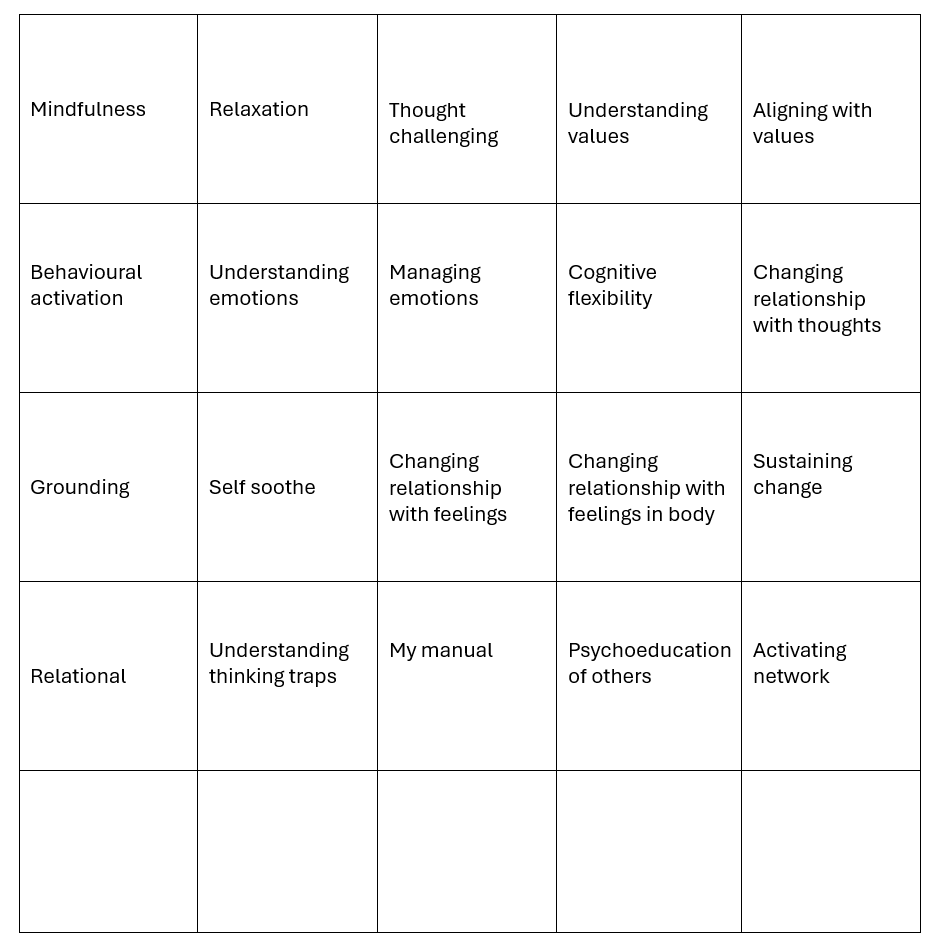 Mindfulness
Relaxation
Thought
challenging
Understanding
values
Aligning with
values
Behavioural
activation
Understanding
emotions
Managing
emotions
Cognitive
flexibility
Changing
relationship
with thoughts
Grounding
Self soothe
Changing
relationship
with feelings
Changing
relationship with
feelings in body
Sustaining
change
Relational
Understanding
thinking traps
My manual
Psychoeducation
of others
Activating
network